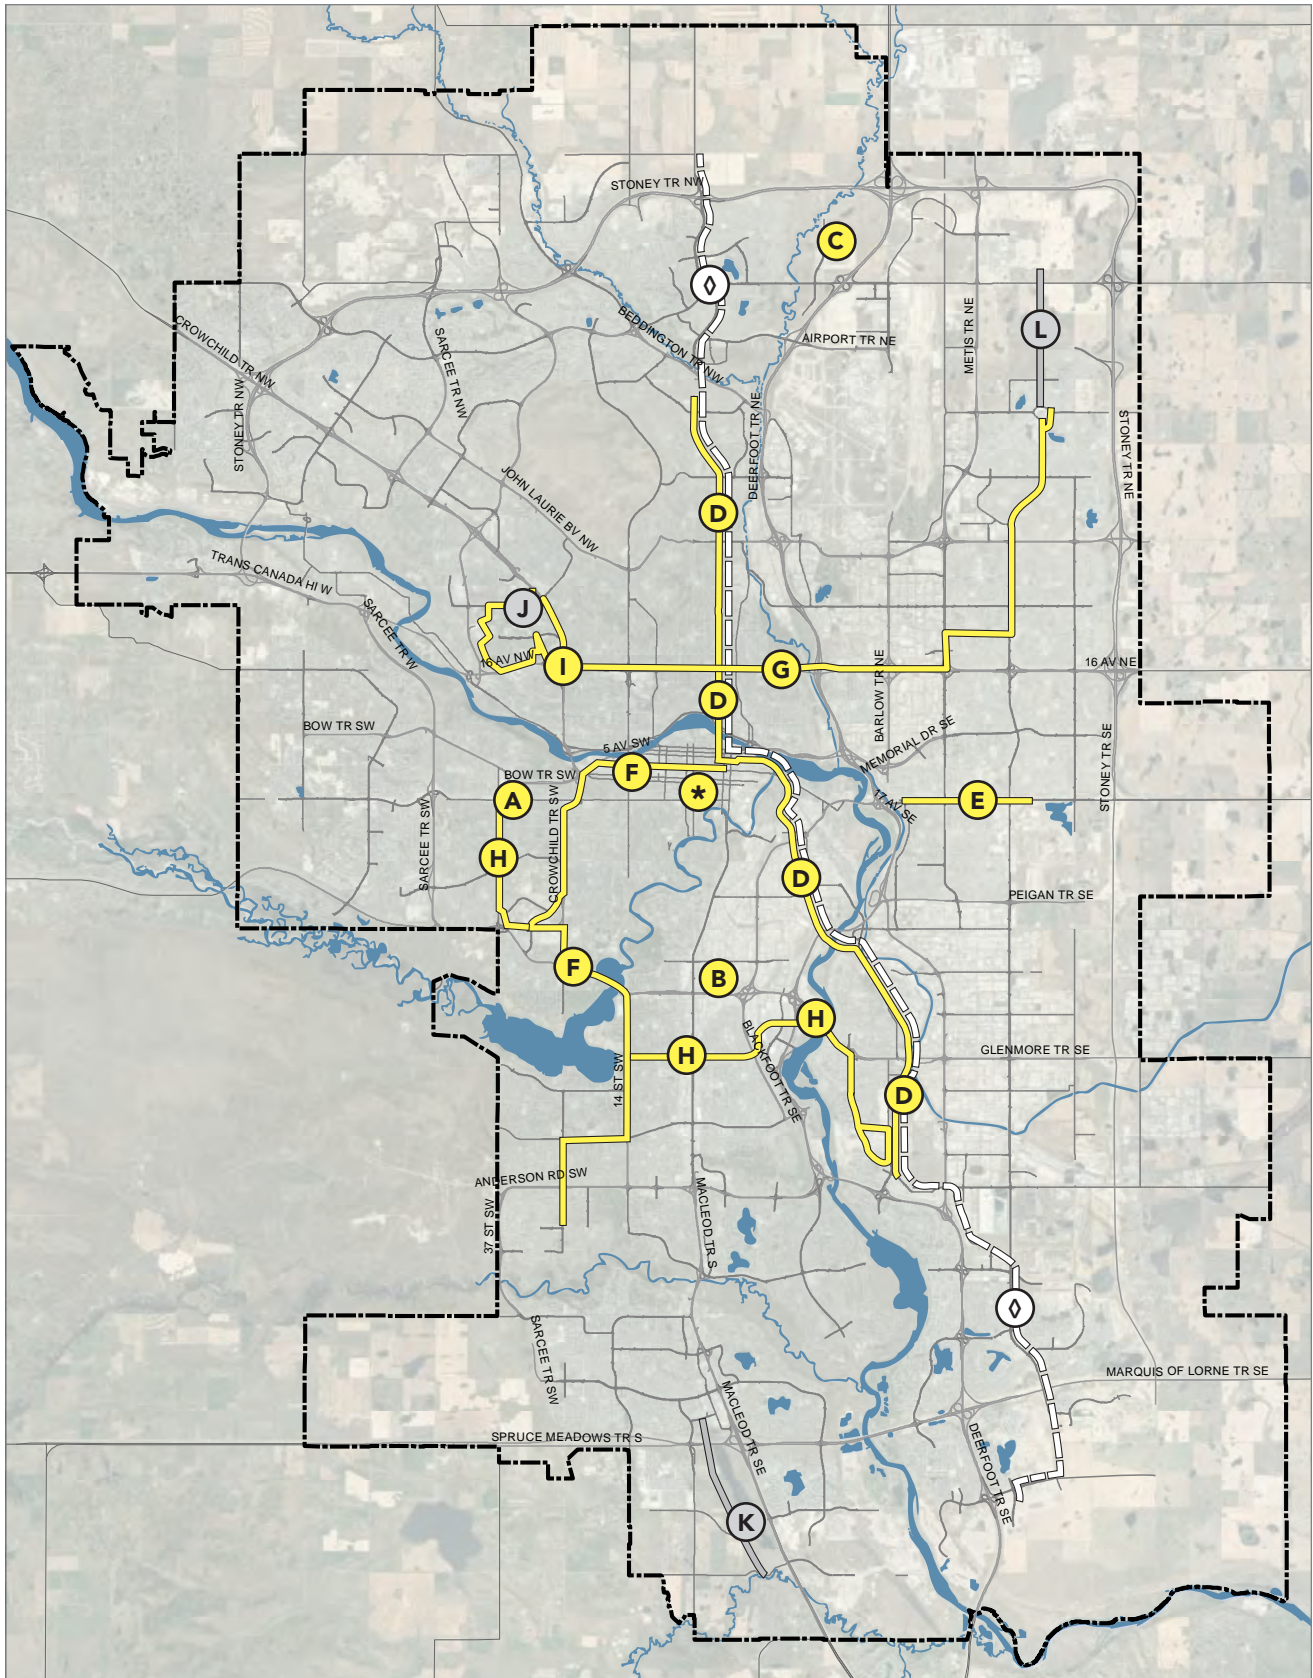 STONEY TR NW
C
◊
CROWCHILD TR NW
SARCEE TR NW
BEDDINGTON TR NW
AIRPORT TR NE
METIS TR NE
L
STONEY TR NW
DEERFOOT TR NE
STONEY TR NE
JOHN LAURIE BV NW
D
TRANS CANADA HI W
SARCEE TR W
J
16 AV NW
I
G
BARLOW TR NE
16 AV NE
D
BOW TR SW
5 AV SW
MEMORIAL DR SE
STONEY TR SE
BOW TR SW
F
*
A
17 AV SE
E
SARCEE TR SW
H
CROWCHILD TR SW
D
PEIGAN TR SE
F
B
H
BLACKFOOT TR SE
H
GLENMORE TR SE
14 ST SW
D
ANDERSON RD SW
37 ST SW
MACLEOD TR S
◊
SARCEE TR SW
MARQUIS OF LORNE TR SE
MACLEOD TR SE
SPRUCE MEADOWS TR S
DEERFOOT TR SE
K